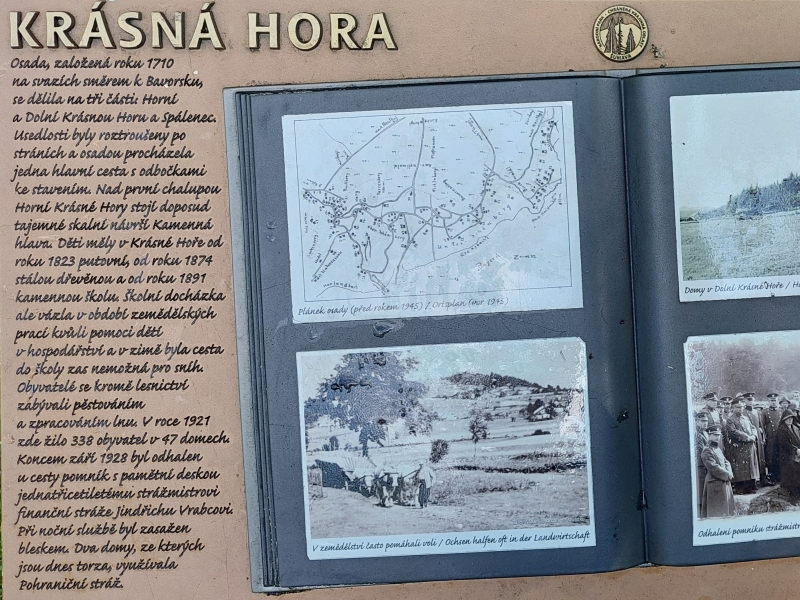 KRÁSNÁ HORA
Osada, založená roku 1710
na svazích směrem k Bavorsku,
se dělila na tři části: Horní
a Dolní Krásnou Horu a Spálenec.
Usedlosti byly roztroušeny po
stráních a osadou procházela
jedna hlavní cesta s odbočkami
ke stavením. Nad první chalupou
Horní Krásné Hory stojí doposud
tajemné skalní návrší Kamenná
hlava. Děti měly v Krásné Hoře od
roku 1823 putovní, od roku 1874
stálou dřevěnou a od roku 1891
kamennou školu. Školní docházka
ale vázla v období zemědělských
prací kvůli pomoci dětí
v hospodářství a v zimě byla cesta
do školy zas nemožná pro sníh.
Obyvatelé se kromě lesnictví
zabývali pěstováním
a zpracováním lnu. V roce 1921
zde žilo 338 obyvatel v 47 domech.
Koncem září 1928 byl odhalen
u cesty pomník s pamětní deskou
jednatřicetiletému strážmistrovi
finanční stráže Jindřichu Vrabcovi.
Při noční službě byl zasažen
bleskem. Dva domy, ze kterých
jsou dnes torza, využívala
Pohraniční stráž.
Plánek osady (před rokem 1945) / Ortsplan (vor 1945)
V zemědělství často pomáhali voli / Ochsen halfen oft in der Landwirtschaft
Domy v Dolní Krásné Hoře /
Odhalení pomníku strážmistr